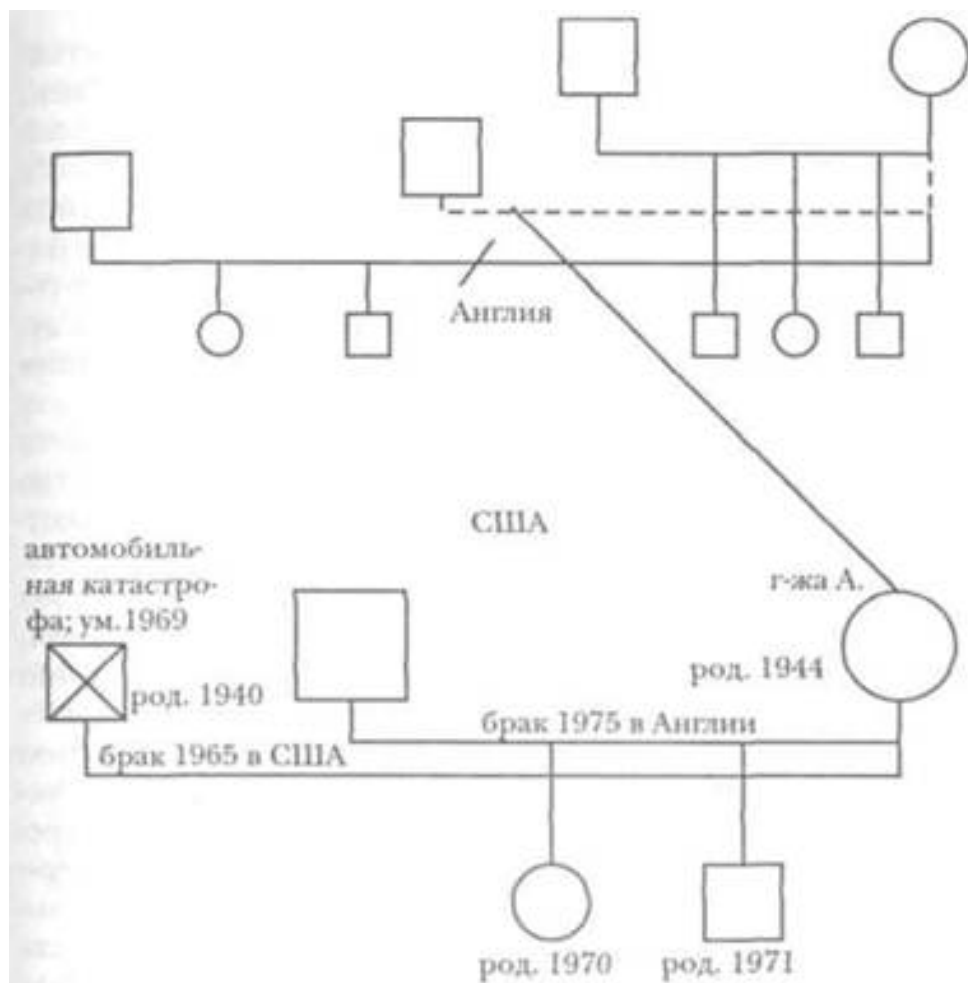 Англия
США
автомобиль-
ная катастро-
фа; ум.1969
г-жа А.
род. 1940
род. 1944
брак 1975 в Англии
брак 1965 в США
род. 1970
род. 1971